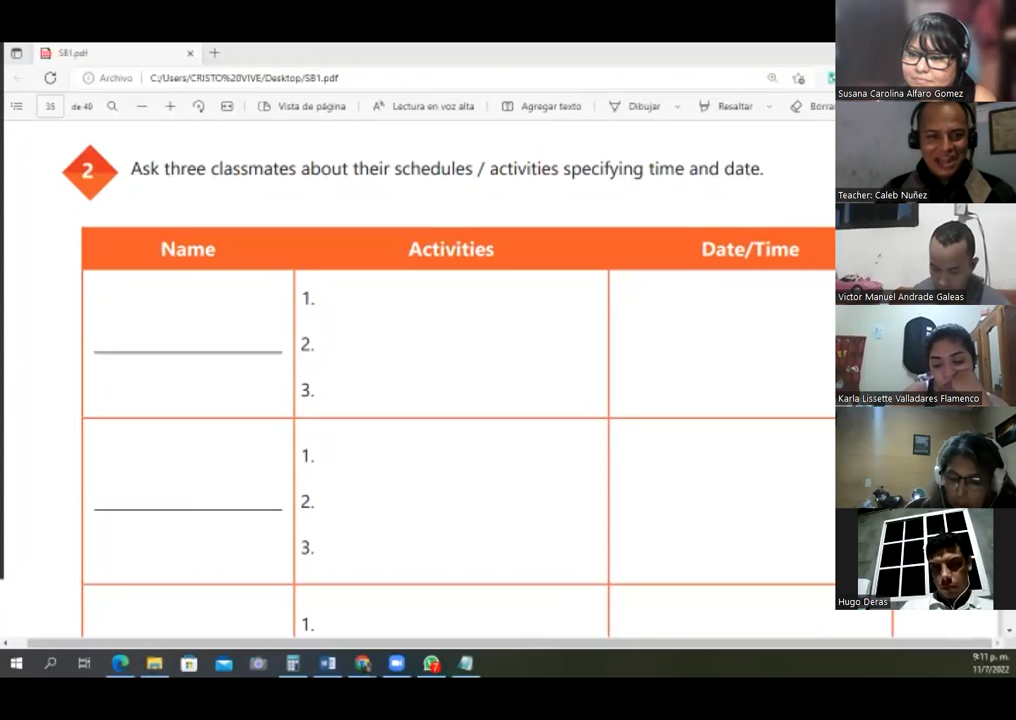 SB1.pdf
Archivo C:/Users/CRISTO%20VIVE/Desktop/SB1.pdf
35 de 40 Vista de página Lectura en voz alta Agregar texto Dibujar Resaltar Borrar
2 Ask three classmates about their schedules / activities specifying time and date.
Name Activities Date/Time
1.
2.
3.
1.
2.
3.
1.
Susana Carolina Alfaro Gomez
Teacher: Caleb Nuñez
Victor Manuel Andrade Galeas
Karla Lissette Valladares Flamenco
Hugo Deras
7
9:11 p. m.
11/7/2022